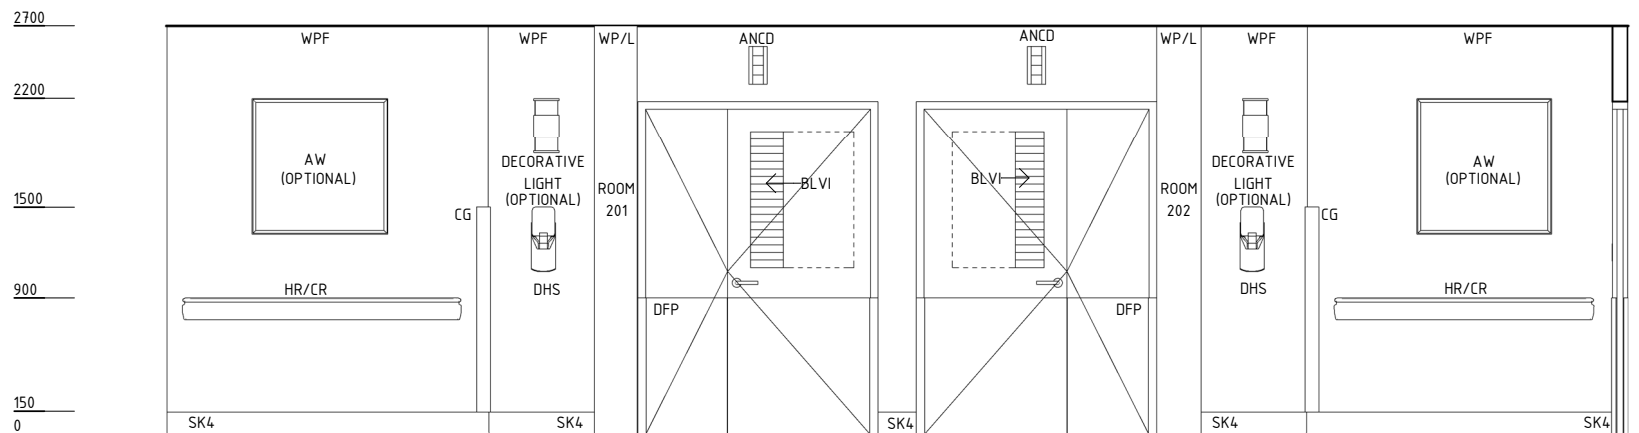 2700
WPF WPF WP/L ANCD ANCD WP/L WPF WPF
2200
AW
(OPTIONAL)
DECORATIVE
LIGHT
(OPTIONAL)
ROOM
201
BLVI
BLVI
ROOM
202
DECORATIVE
LIGHT
(OPTIONAL)
AW
(OPTIONAL)
1500
CG
CG
900
HR/CR
DHS
DFP
DFP
DHS
HR/CR
150
0
SK4 SK4 SK4 SK4 SK4